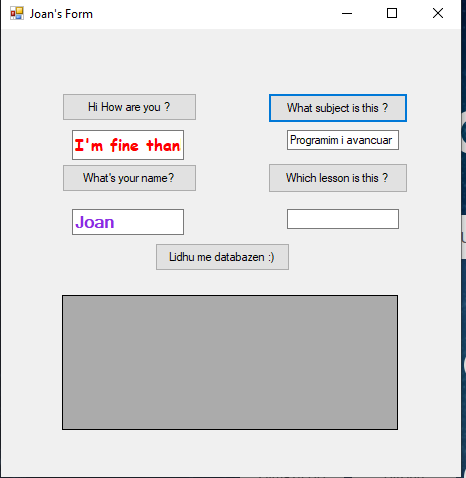 Joan's Form
Hi How are you ?
What subject is this ?
I'm fine than
Programim i avancuar
What's your name?
Which lesson is this ?
Joan
Lidhu me databazen :)